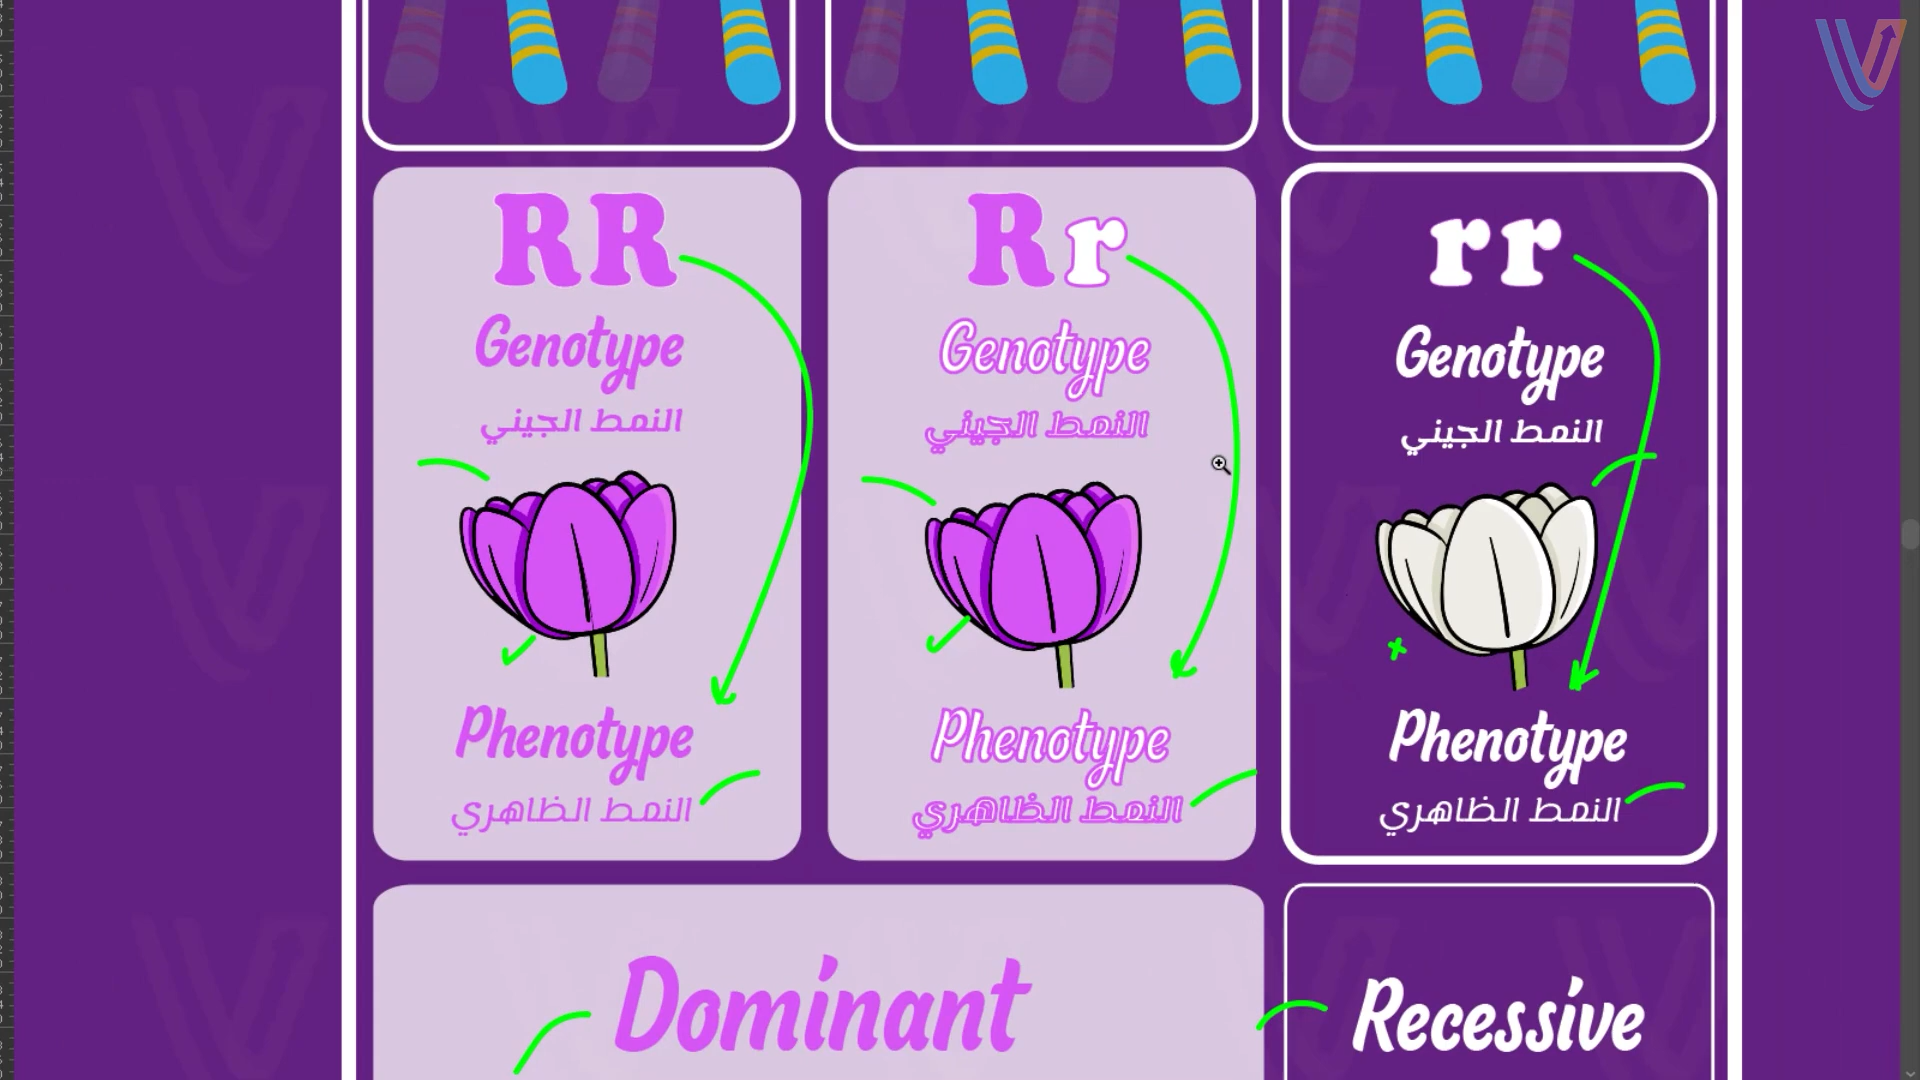 RR
Genotype
النمط الجيني
Phenotype
النمط الظاهري
Rr
Genotype
النمط الجيني
Phenotype
النمط الظاهري
rr
Genotype
النمط الجيني
Phenotype
النمط الظاهري
Dominant
Recessive